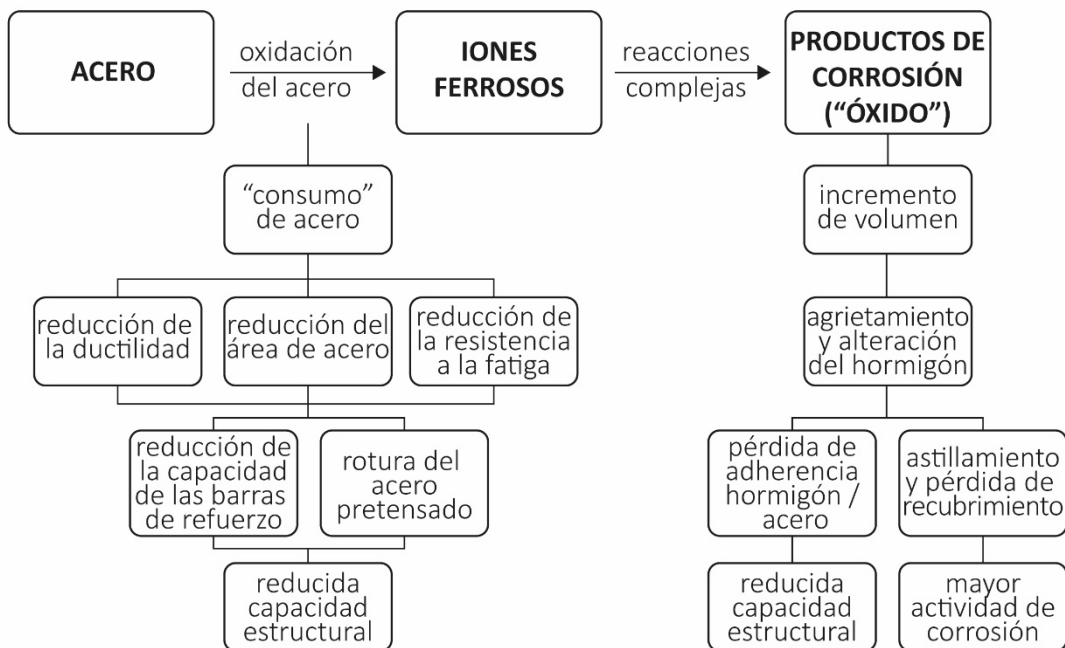 ACERO
oxidación
del acero
IONES
FERROSOS
reacciones
complejas
PRODUCTOS DE
CORROSIÓN
(“ÓXIDO”)
“consumo”
de acero
incremento
de volumen
reducción de
la ductilidad
reducción del
área de acero
reducción de
la resistencia
a la fatiga
agrietamiento
y alteración
del hormigón
reducción de
la capacidad
de las barras
de refuerzo
rotura del
acero
pretensado
pérdida de
adherencia
hormigón /
acero
astillamiento
y pérdida de
recubrimiento
reducida
capacidad
estructural
reducida
capacidad
estructural
mayor
actividad de
corrosión